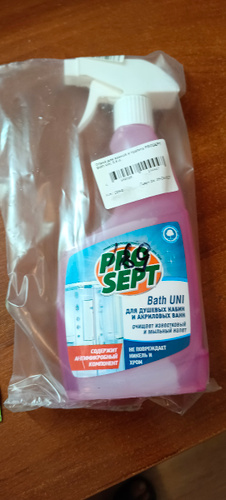 PRO
SEPT
Bath UNI
ДЛЯ ДУШЕВЫХ КАБИН
И АКРИЛОВЫХ ВАНН
ОЧИЩАЕТ ИЗВЕСТКОВЫЙ
И МЫЛЬНЫЙ НАЛЕТ
СОДЕРЖИТ
АНТИМИКРОБНЫЙ
КОМПОНЕНТ
НЕ ПОВРЕЖДАЕТ
НИКЕЛЬ И
ХРОМ